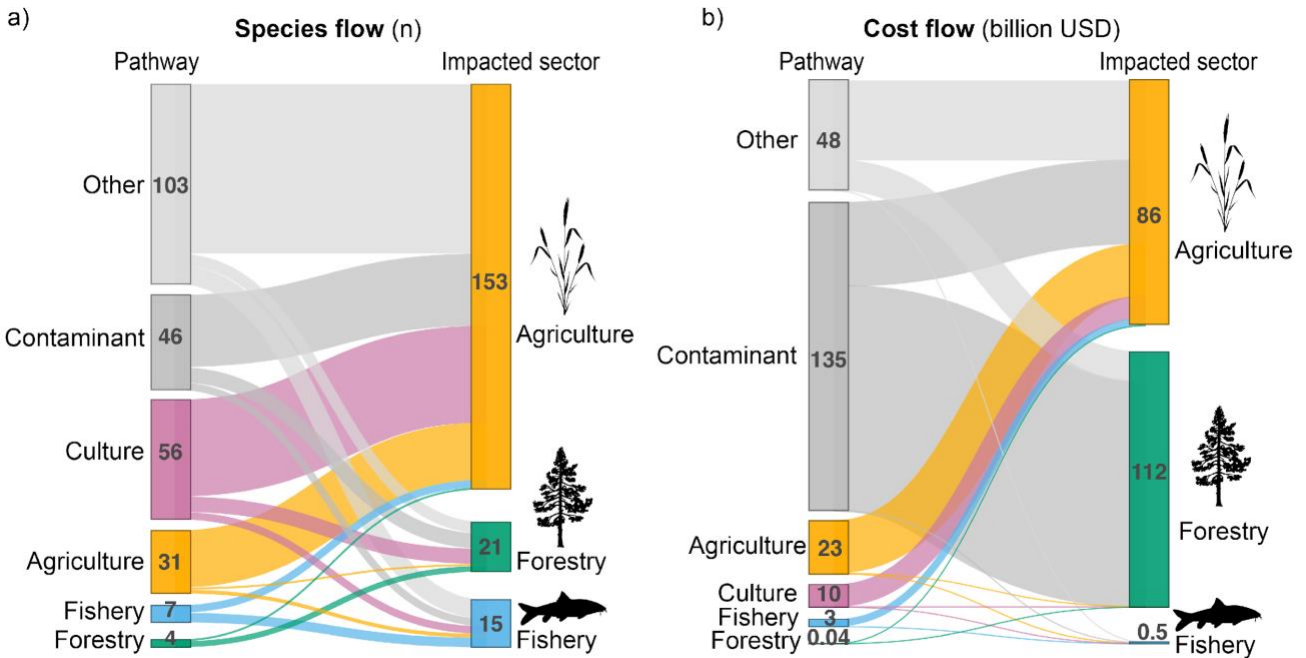 a)
Species flow (n)
Pathway
Impacted sector
Other
103
Contaminant
46
Culture
56
Agriculture
31
Fishery
7
Forestry
4
153
Agriculture
21
Forestry
15
Fishery
b)
Cost flow (billion USD)
Pathway
Impacted sector
Other
48
Contaminant
135
Agriculture
23
Culture
10
Fishery
3
Forestry
0.04
86
Agriculture
112
Forestry
0.5
Fishery